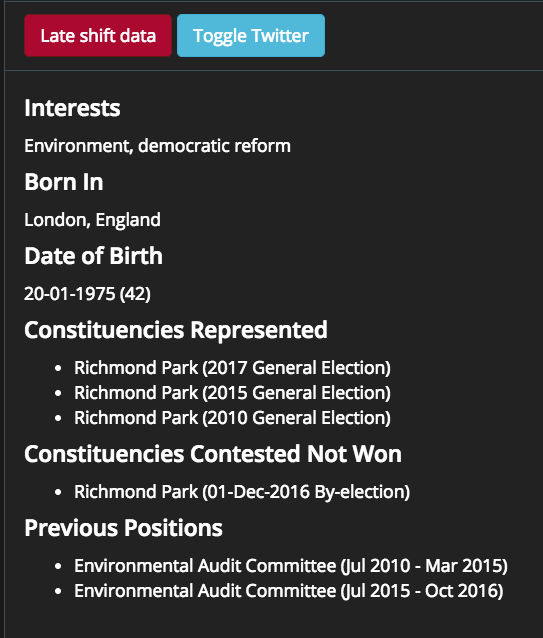 Late shift data Toggle Twitter
Interests
Environment, democratic reform
Born In
London, England
Date of Birth
20-01-1975 (42)
Constituencies Represented
• Richmond Park (2017 General Election)
• Richmond Park (2015 General Election)
• Richmond Park (2010 General Election)
Constituencies Contested Not Won
• Richmond Park (01-Dec-2016 By-election)
Previous Positions
• Environmental Audit Committee (Jul 2010 - Mar 2015)
• Environmental Audit Committee (Jul 2015 - Oct 2016)